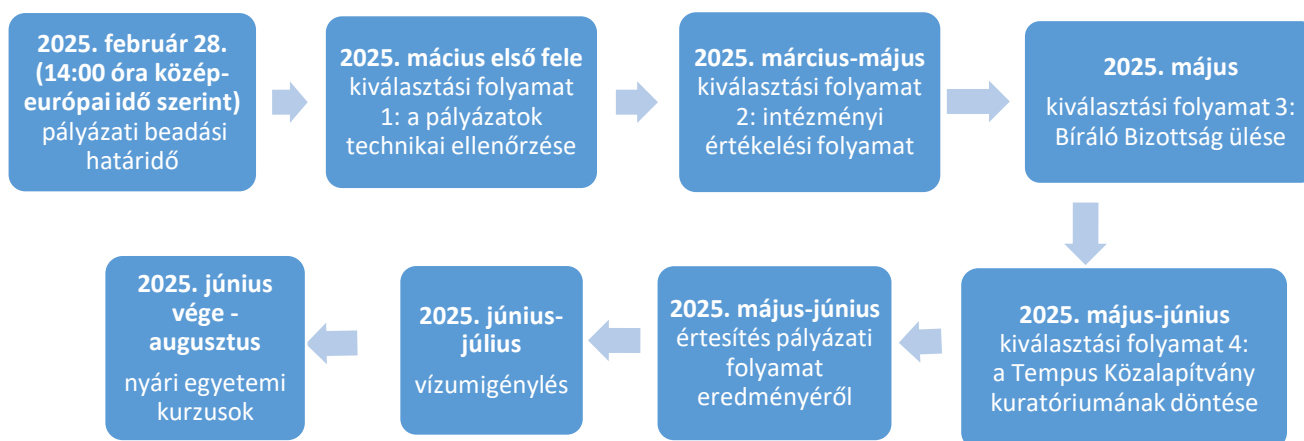 2025. február 28.
(14:00 óra közép-
európai idő szerint)
pályázati beadási
határidő
2025. mácius első fele
kiválasztási folyamat
1: a pályázatok
technikai ellenőrzése
2025. március-május
kiválasztási folyamat
2: intézményi
értékelési folyamat
2025. május
kiválasztási folyamat 3:
Bíráló Bizottság ülése
2025. május-június
kiválasztási folyamat 4:
a Tempus Közalapítvány
kuratóriumának döntése
2025. május-június
értesítés pályázati
folyamat
eredményéről
2025. június-
július
vízumigénylés
2025. június
vége -
augusztus
nyári egyetemi
kurzusok